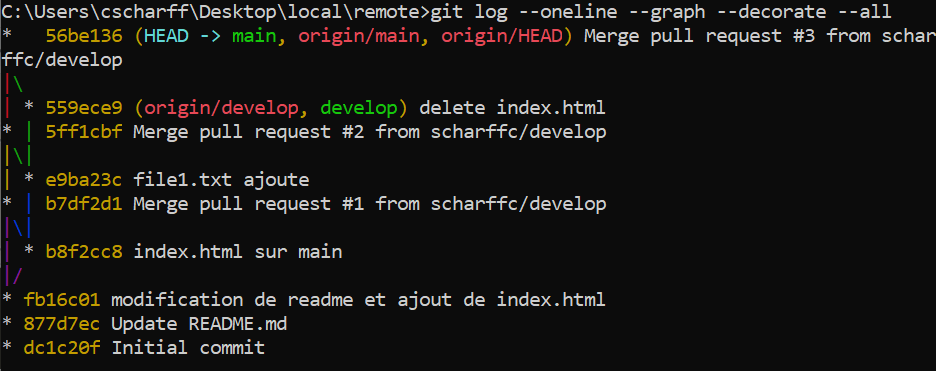 C:\Users\cscharff\Desktop\local\remote>git log --oneline --graph --decorate --all
*   56be136 (HEAD -> main, origin/main, origin/HEAD) Merge pull request #3 from schar
ffc/develop
|\
| * 559ece9 (origin/develop, develop) delete index.html
* | 5ff1cbf Merge pull request #2 from scharffc/develop
|\|
| * e9ba23c file1.txt ajoute
* | b7df2d1 Merge pull request #1 from scharffc/develop
|\|
| * b8f2cc8 index.html sur main
|/
* fb16c01 modification de readme et ajout de index.html
* 877d7ec Update README.md
* dc1c20f Initial commit